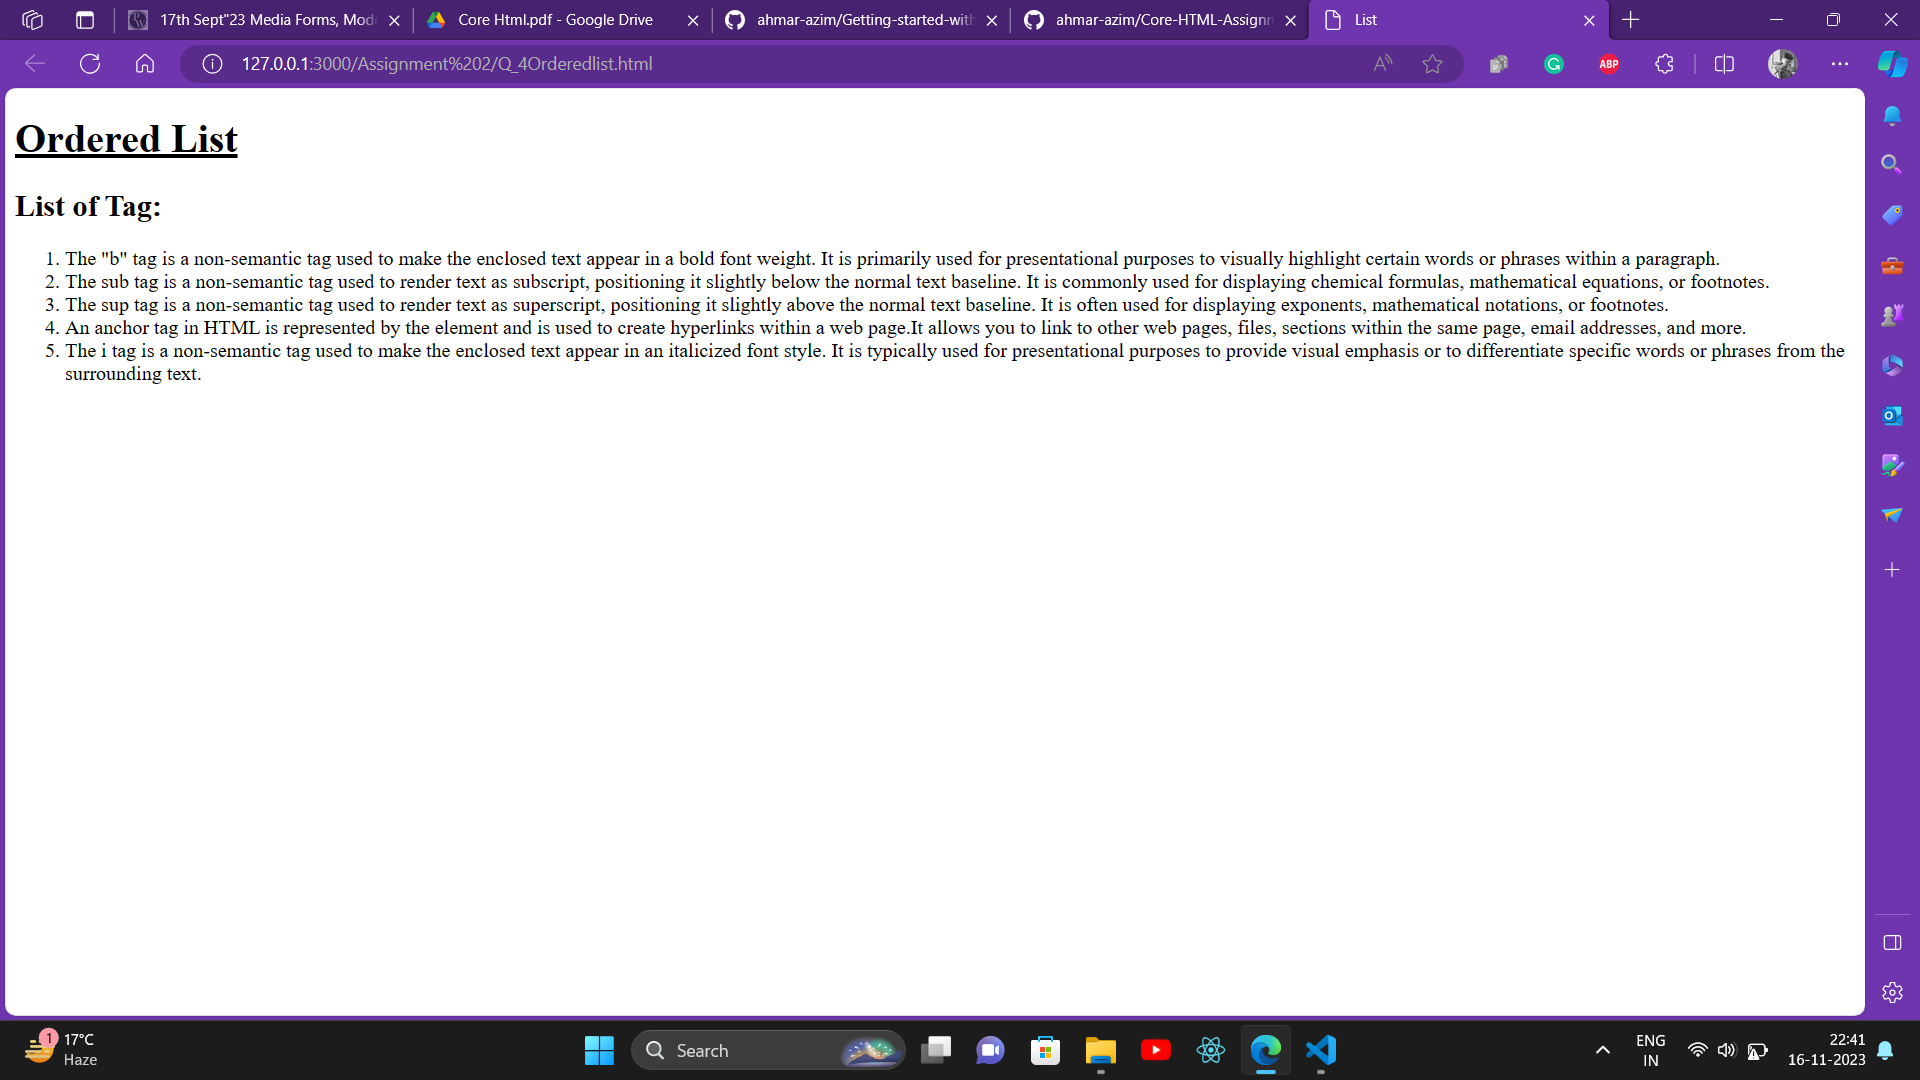 17th Sept"23 Media Forms, Mod
Core Html.pdf - Google Drive
ahmar-azim/Getting-started-with
ahmar-azim/Core-HTML-Assignm
List
127.0.0.1:3000/Assignment%202/Q_4Orderedlist.html
ABP
Ordered List
List of Tag:
1. The "b" tag is a non-semantic tag used to make the enclosed text appear in a bold font weight. It is primarily used for presentational purposes to visually highlight certain words or phrases within a paragraph.
2. The sub tag is a non-semantic tag used to render text as subscript, positioning it slightly below the normal text baseline. It is commonly used for displaying chemical formulas, mathematical equations, or footnotes.
3. The sup tag is a non-semantic tag used to render text as superscript, positioning it slightly above the normal text baseline. It is often used for displaying exponents, mathematical notations, or footnotes.
4. An anchor tag in HTML is represented by the element and is used to create hyperlinks within a web page.It allows you to link to other web pages, files, sections within the same page, email addresses, and more.
5. The i tag is a non-semantic tag used to make the enclosed text appear in an italicized font style. It is typically used for presentational purposes to provide visual emphasis or to differentiate specific words or phrases from the
surrounding text.
1
17°C
Haze
Search
ENG
IN
22:41
16-11-2023